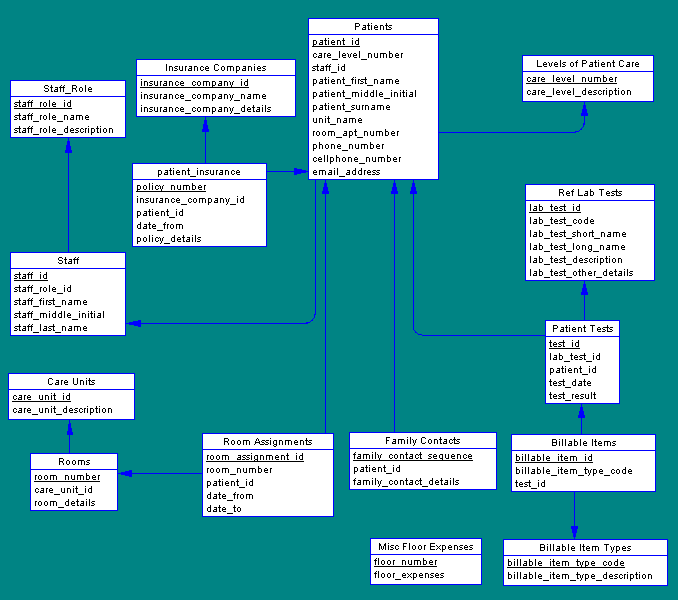 Patients
patient_id
care_level_number
staff_id
patient_first_name
patient_middle_initial
patient_surname
unit_name
room_apt_number
phone_number
cellphone_number
email_address
Insurance Companies
insurance_company_id
insurance_company_name
insurance_company_details
Levels of Patient Care
care_level_number
care_level_description
Staff_Role
staff_role_id
staff_role_name
staff_role_description
patient_insurance
policy_number
insurance_company_id
patient_id
date_from
policy_details
Ref Lab Tests
lab_test_id
lab_test_code
lab_test_short_name
lab_test_long_name
lab_test_description
lab_test_other_details
Staff
staff_id
staff_role_id
staff_first_name
staff_middle_initial
staff_last_name
Patient Tests
test_id
lab_test_id
patient_id
test_date
test_result
Care Units
care_unit_id
care_unit_description
Rooms
room_number
care_unit_id
room_details
Room Assignments
room_assignment_id
room_number
patient_id
date_from
date_to
Family Contacts
family_contact_sequence
patient_id
family_contact_details
Billable Items
billable_item_id
billable_item_type_code
test_id
Misc Floor Expenses
floor_number
floor_expenses
Billable Item Types
billable_item_type_code
billable_item_type_description